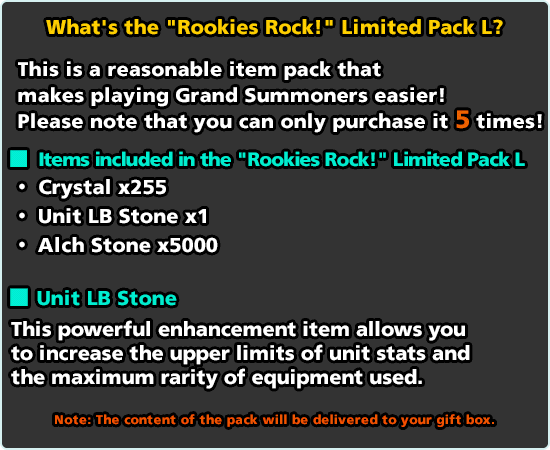 What's the "Rookies Rock!" Limited Pack L?
This is a reasonable item pack that
makes playing Grand Summoners easier!
Please note that you can only purchase it 5 times!
Items included in the "Rookies Rock!" Limited Pack L
• Crystal x255
• Unit LB Stone x1
• Alch Stone x5000
Unit LB Stone
This powerful enhancement item allows you
to increase the upper limits of unit stats and
the maximum rarity of equipment used.
Note: The content of the pack will be delivered to your gift box.